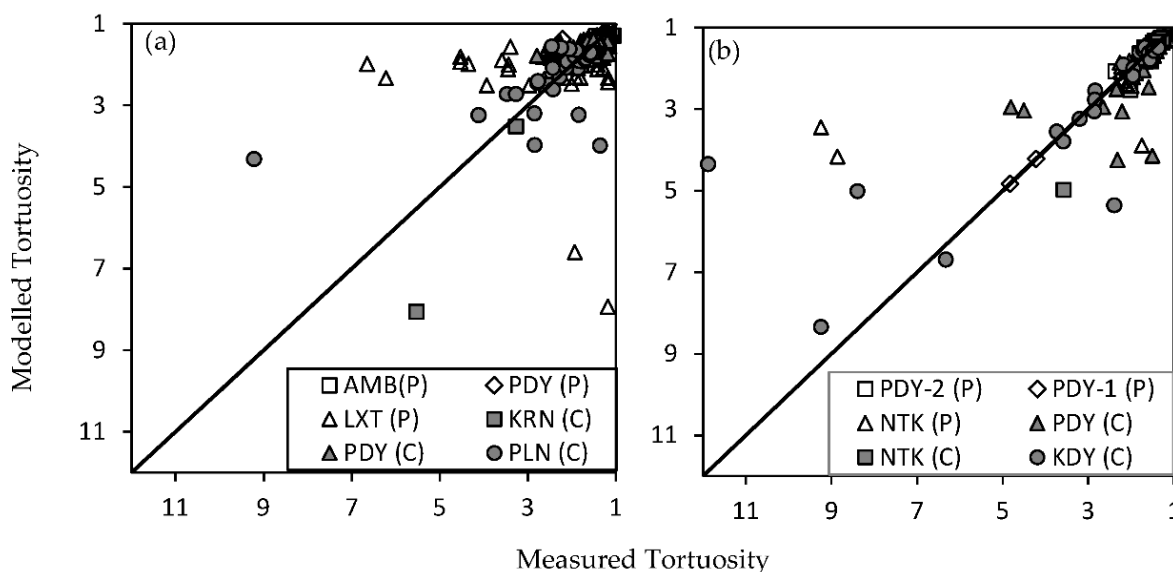 (a)
1
3
5
7
9
11
AMB(P) PDY (P)
LXT (P) KRN (C)
PDY (C) PLN (C)
11 9 7 5 3 1
(b)
1
3
5
7
9
11
PDY-2 (P) PDY-1 (P)
NTK (P) PDY (C)
NTK (C) KDY (C)
11 9 7 5 3 1
Modelled Tortuosity
Measured Tortuosity